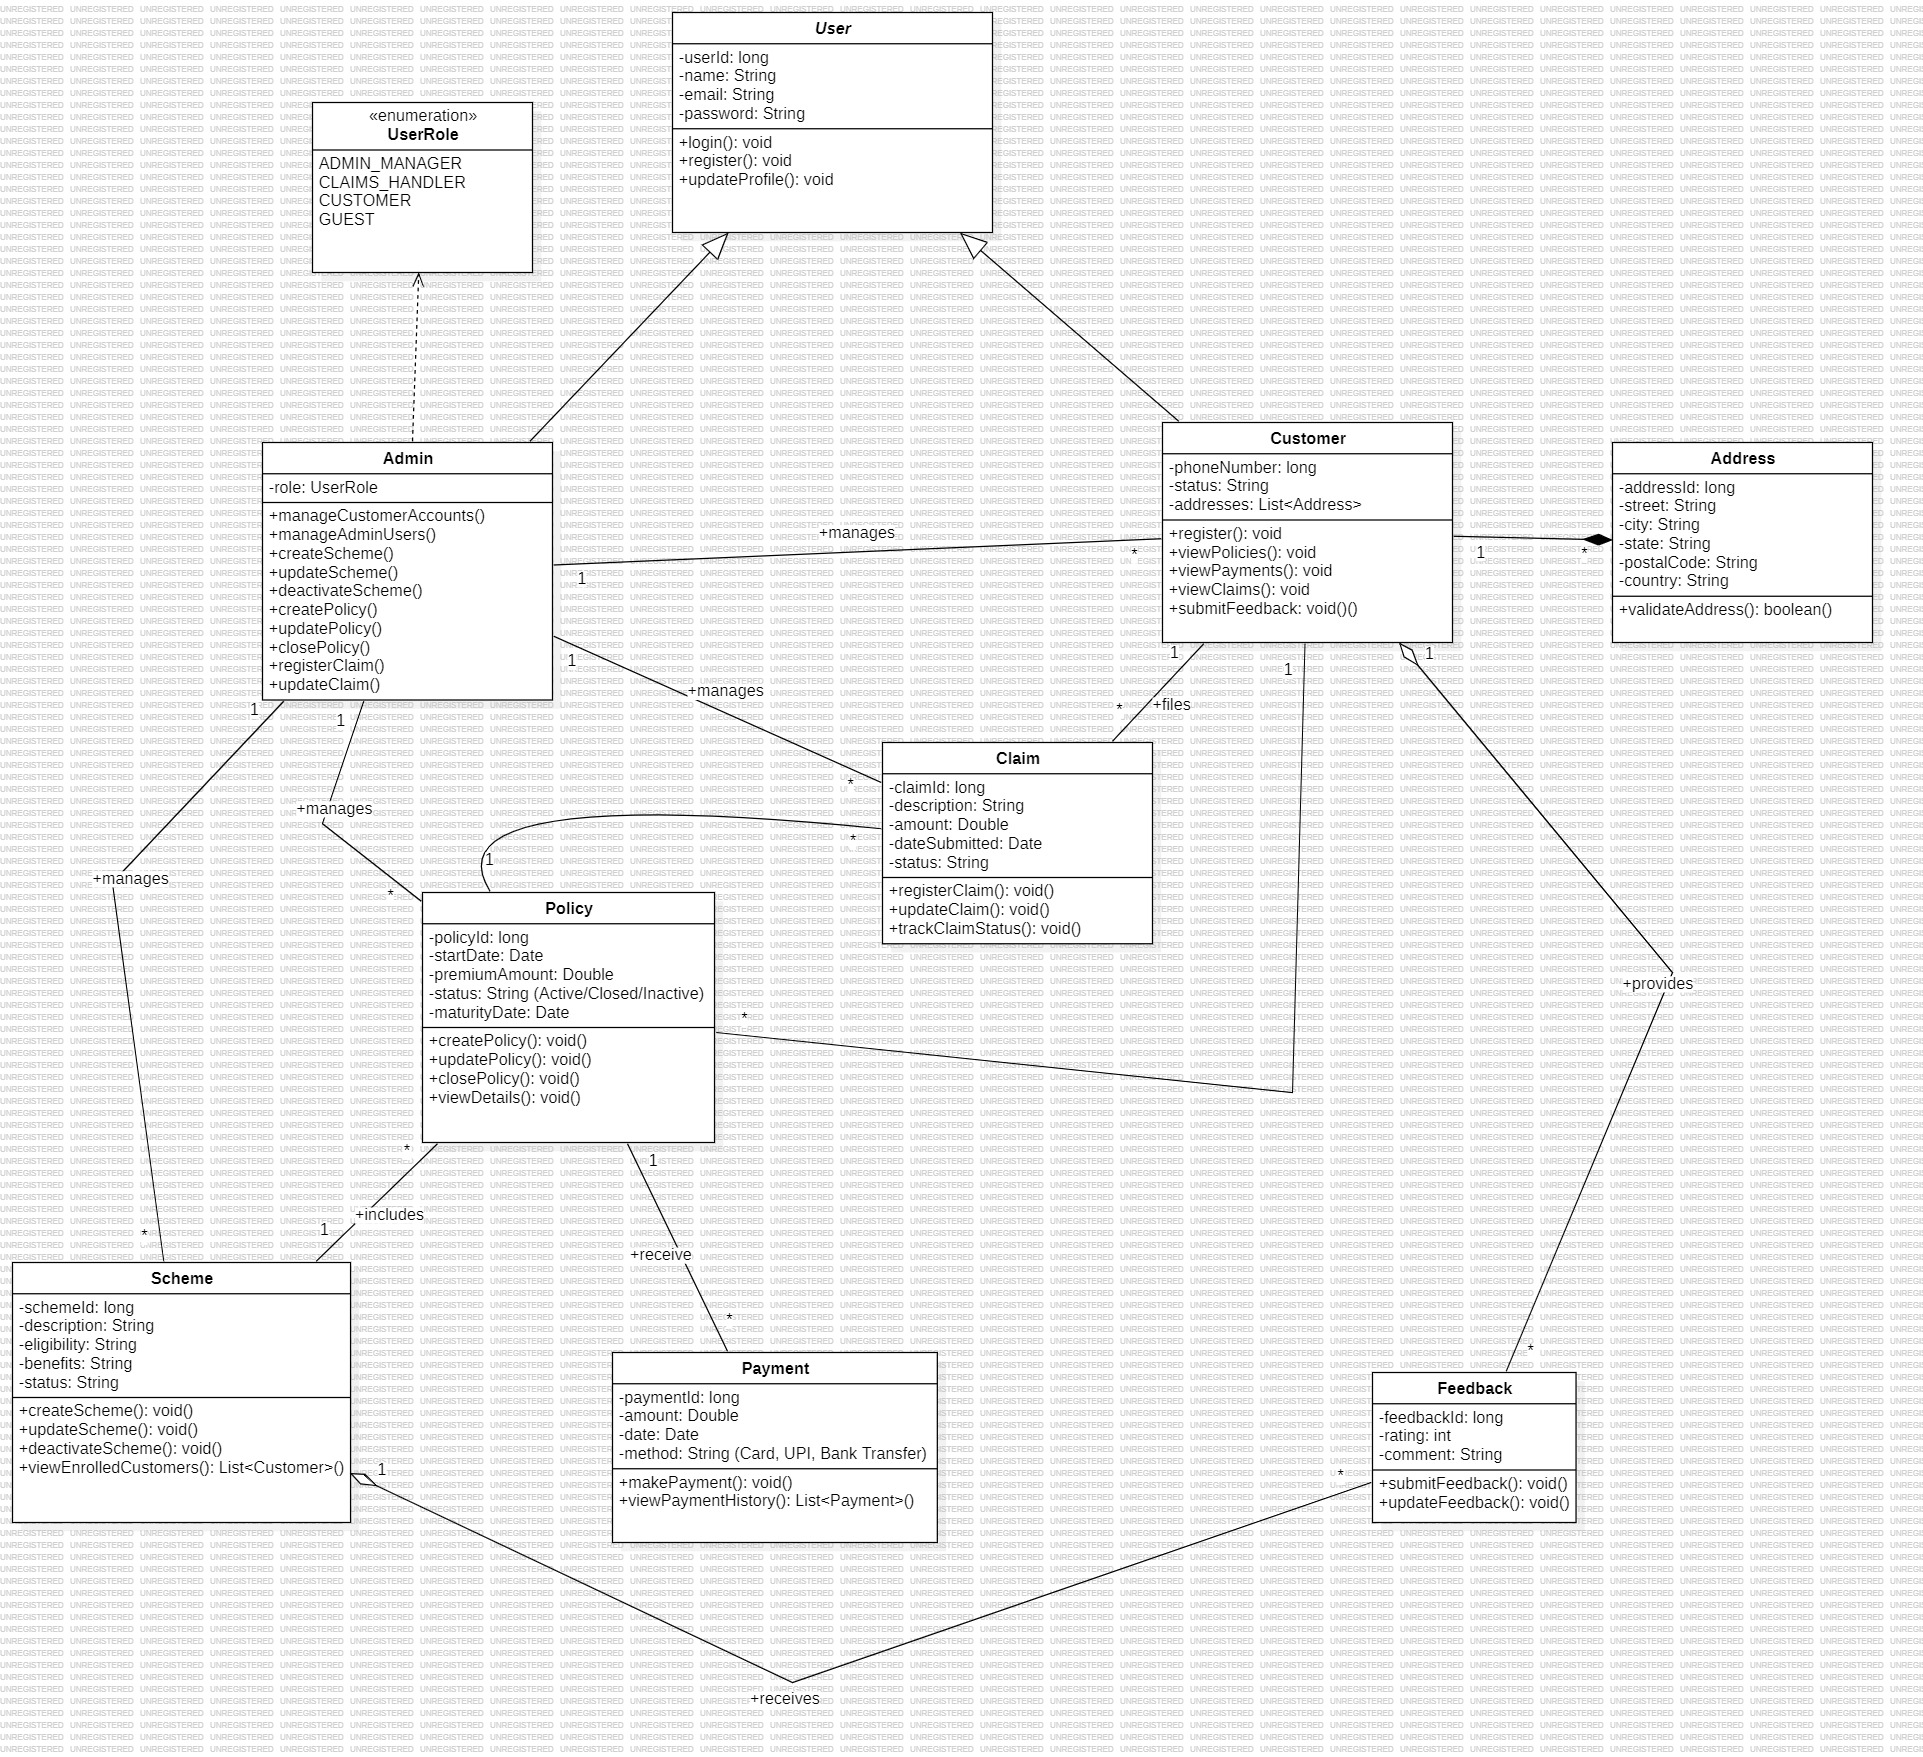 User
-userId: long
-name: String
-email: String
-password: String
+login(): void
+register(): void
+updateProfile(): void
«enumeration»
UserRole
ADMIN_MANAGER
CLAIMS_HANDLER
CUSTOMER
GUEST
Admin
-role: UserRole
+manageCustomerAccounts()
+manageAdminUsers()
+createScheme()
+updateScheme()
+deactivateScheme()
+createPolicy()
+updatePolicy()
+closePolicy()
+registerClaim()
+updateClaim()
+manages
1
*
Customer
-phoneNumber: long
-status: String
-addresses: List<Address>
+register(): void
+viewPolicies(): void
+viewPayments(): void
+viewClaims(): void
+submitFeedback: void()()
1
*
Address
-addressId: long
-street: String
-city: String
-state: String
-postalCode: String
-country: String
+validateAddress(): boolean()
1
+manages
*
1
+files
*
1
1
Claim
-claimId: long
-description: String
-amount: Double
-dateSubmitted: Date
-status: String
+registerClaim(): void()
+updateClaim(): void()
+trackClaimStatus(): void()
1
+manages
*
1
+manages
*
1
*
Policy
-policyId: long
-startDate: Date
-premiumAmount: Double
-status: String (Active/Closed/Inactive)
-maturityDate: Date
+createPolicy(): void()
+updatePolicy(): void()
+closePolicy(): void()
+viewDetails(): void()
*
+provides
*
*
+includes
1
1
+receive
*
Scheme
-schemeId: long
-description: String
-eligibility: String
-benefits: String
-status: String
+createScheme(): void()
+updateScheme(): void()
+deactivateScheme(): void()
+viewEnrolledCustomers(): List<Customer>()
1
Payment
-paymentId: long
-amount: Double
-date: Date
-method: String (Card, UPI, Bank Transfer)
+makePayment(): void()
+viewPaymentHistory(): List<Payment>()
Feedback
-feedbackId: long
-rating: int
-comment: String
+submitFeedback(): void()
+updateFeedback(): void()
*
+receives
UNREGISTERED